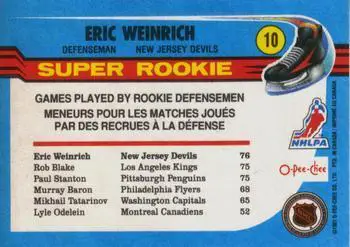 ERIC WEINRICH
10
DEFENSEMAN NEW JERSEY DEVILS
SUPER ROOKIE
GAMES PLAYED BY ROOKIE DEFENSEMEN
MENEURS POUR LES MATCHES JOUÉS
PAR DES RECRUES À LA DÉFENSE
NHLPA
O-Pee-Chee
Eric Weinrich New Jersey Devils 76
Rob Blake Los Angeles Kings 75
Paul Stanton Pittsburgh Penguins 75
Murray Baron Philadelphia Flyers 68
Mikhail Tatarinov Washington Capitals 65
Lyle Odelein Montreal Canadiens 52